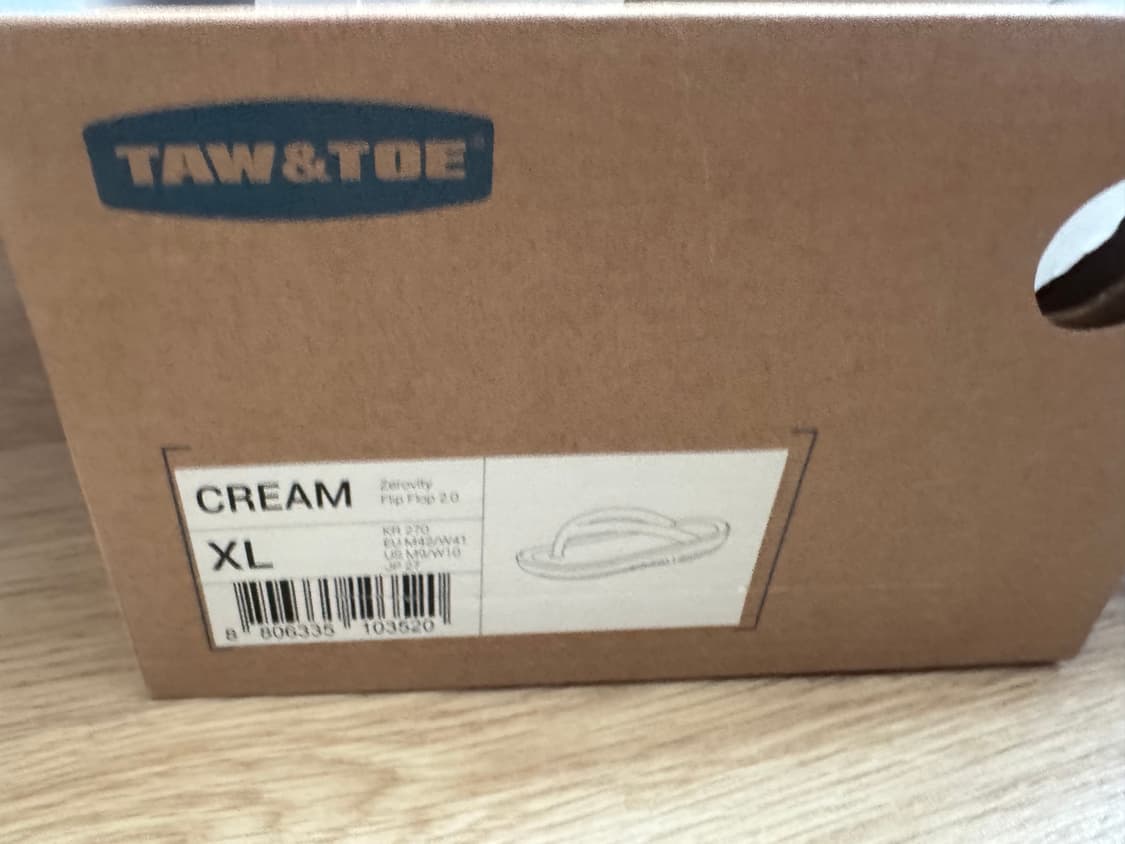 TAW&TOE®
CREAM
Zerovity
Flip Flop 2.0
XL
KR 270
EU M42/W41
US M9/W10
JP 27
8 806335 103520